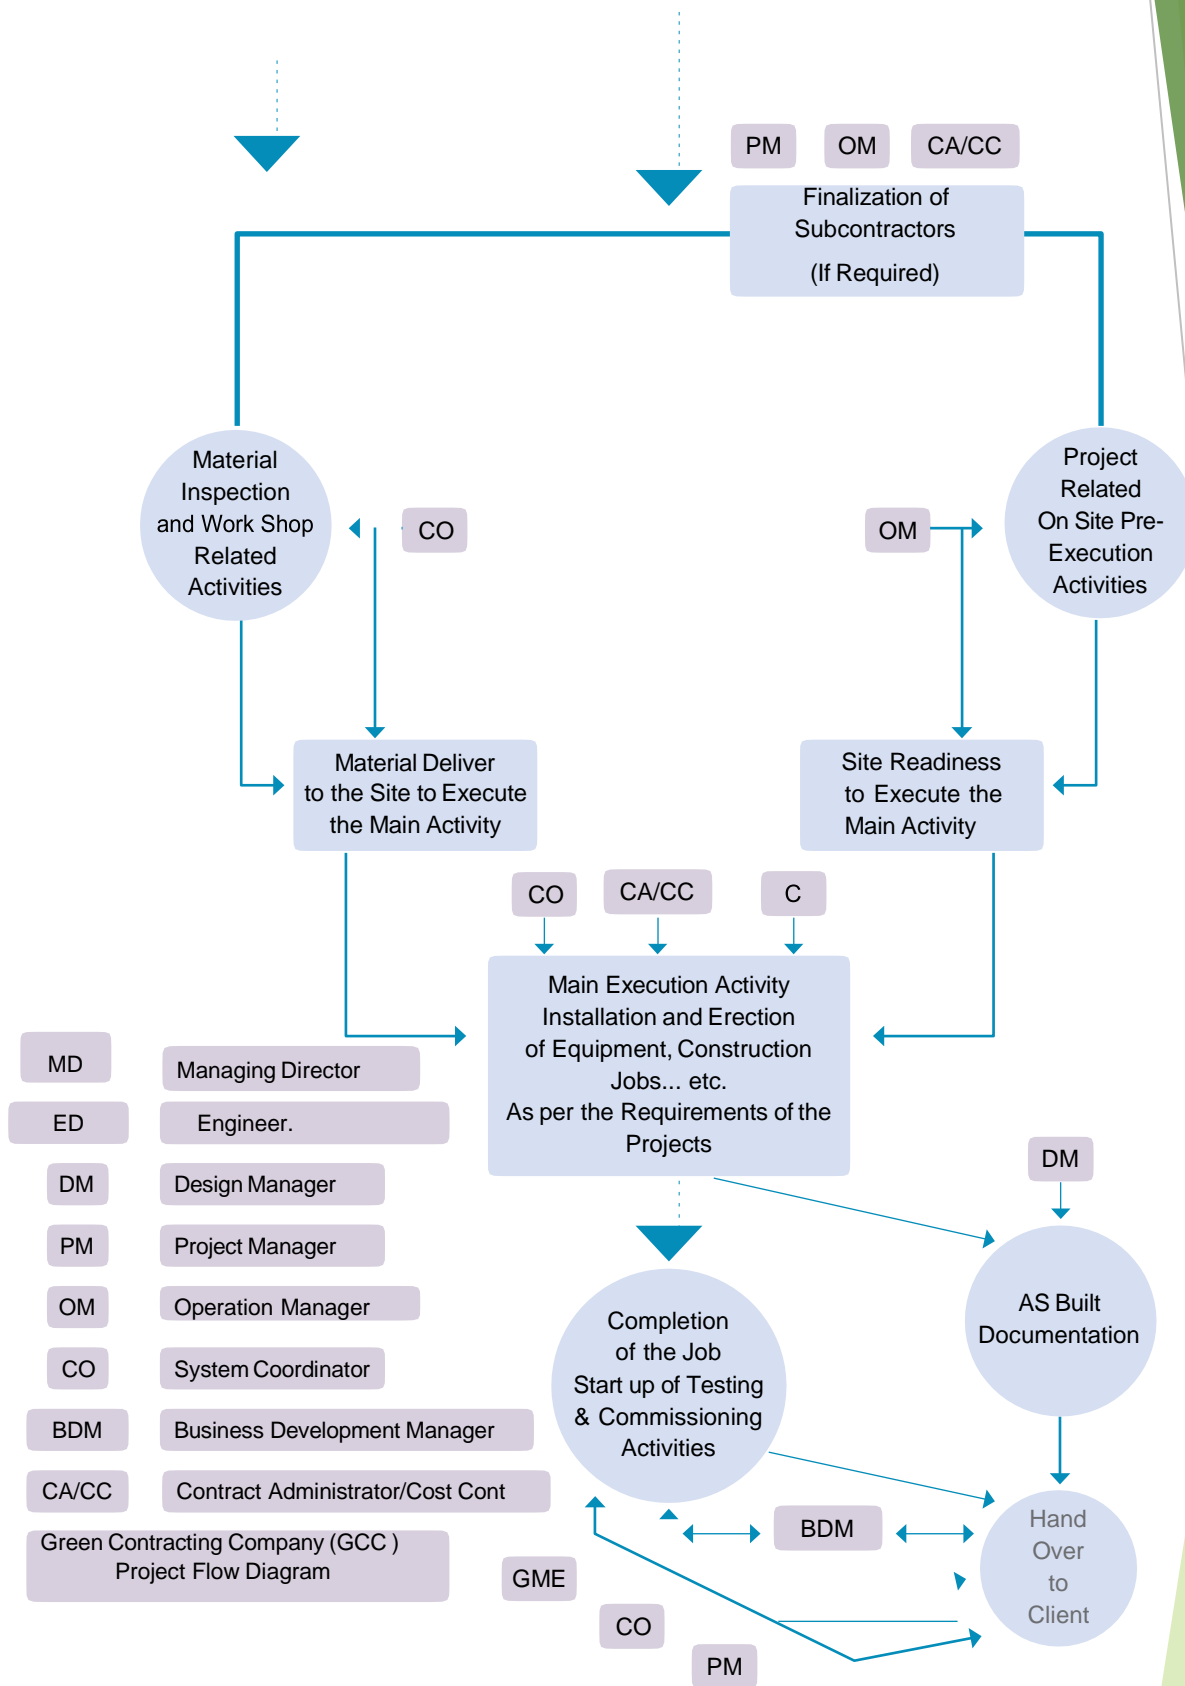 PM OM CA/CC
Finalization of
Subcontractors
(If Required)
Material
Inspection
and Work Shop
Related
Activities
CO
OM
Project
Related
On Site Pre-
Execution
Activities
Material Deliver
to the Site to Execute
the Main Activity
Site Readiness
to Execute the
Main Activity
CO CA/CC C
Main Execution Activity
Installation and Erection
of Equipment, Construction
Jobs... etc.
As per the Requirements of the
Projects
MD Managing Director
ED Engineer.
DM Design Manager
PM Project Manager
OM Operation Manager
CO System Coordinator
BDM Business Development Manager
CA/CC Contract Administrator/Cost Cont
Green Contracting Company (GCC )
Project Flow Diagram
DM
AS Built
Documentation
Completion
of the Job
Start up of Testing
& Commissioning
Activities
BDM
Hand
Over
to
Client
GME
CO
PM